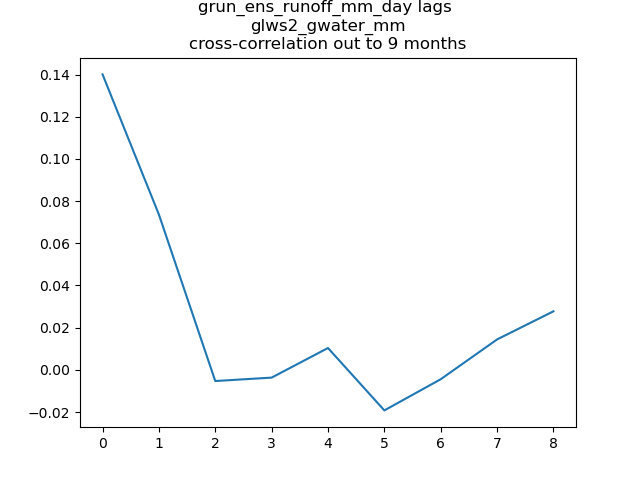 grun_ens_runoff_mm_day lags
glws2_gwater_mm
cross-correlation out to 9 months
0.14
0.12
0.10
0.08
0.06
0.04
0.02
0.00
−0.02
0 1 2 3 4 5 6 7 8